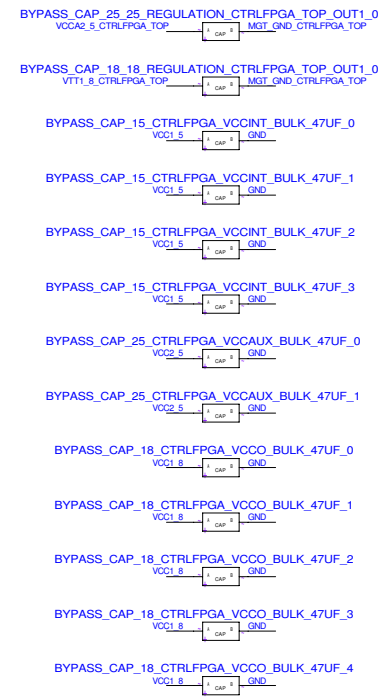 BYPASS_CAP_25_25_REGULATION_CTRLFPGA_TOP_OUT1_0
VCCA2_5_CTRLFPGA_TOP A CAP B MGT_GND_CTRLFPGA_TOP
BYPASS_CAP_18_18_REGULATION_CTRLFPGA_TOP_OUT1_0
VTT1_8_CTRLFPGA_TOP A CAP B MGT_GND_CTRLFPGA_TOP
BYPASS_CAP_15_CTRLFPGA_VCCINT_BULK_47UF_0
VCC1_5 A CAP B GND
BYPASS_CAP_15_CTRLFPGA_VCCINT_BULK_47UF_1
VCC1_5 A CAP B GND
BYPASS_CAP_15_CTRLFPGA_VCCINT_BULK_47UF_2
VCC1_5 A CAP B GND
BYPASS_CAP_15_CTRLFPGA_VCCINT_BULK_47UF_3
VCC1_5 A CAP B GND
BYPASS_CAP_25_CTRLFPGA_VCCAUX_BULK_47UF_0
VCC2_5 A CAP B GND
BYPASS_CAP_25_CTRLFPGA_VCCAUX_BULK_47UF_1
VCC2_5 A CAP B GND
BYPASS_CAP_18_CTRLFPGA_VCCO_BULK_47UF_0
VCC1_8 A CAP B GND
BYPASS_CAP_18_CTRLFPGA_VCCO_BULK_47UF_1
VCC1_8 A CAP B GND
BYPASS_CAP_18_CTRLFPGA_VCCO_BULK_47UF_2
VCC1_8 A CAP B GND
BYPASS_CAP_18_CTRLFPGA_VCCO_BULK_47UF_3
VCC1_8 A CAP B GND
BYPASS_CAP_18_CTRLFPGA_VCCO_BULK_47UF_4
VCC1_8 A CAP B GND